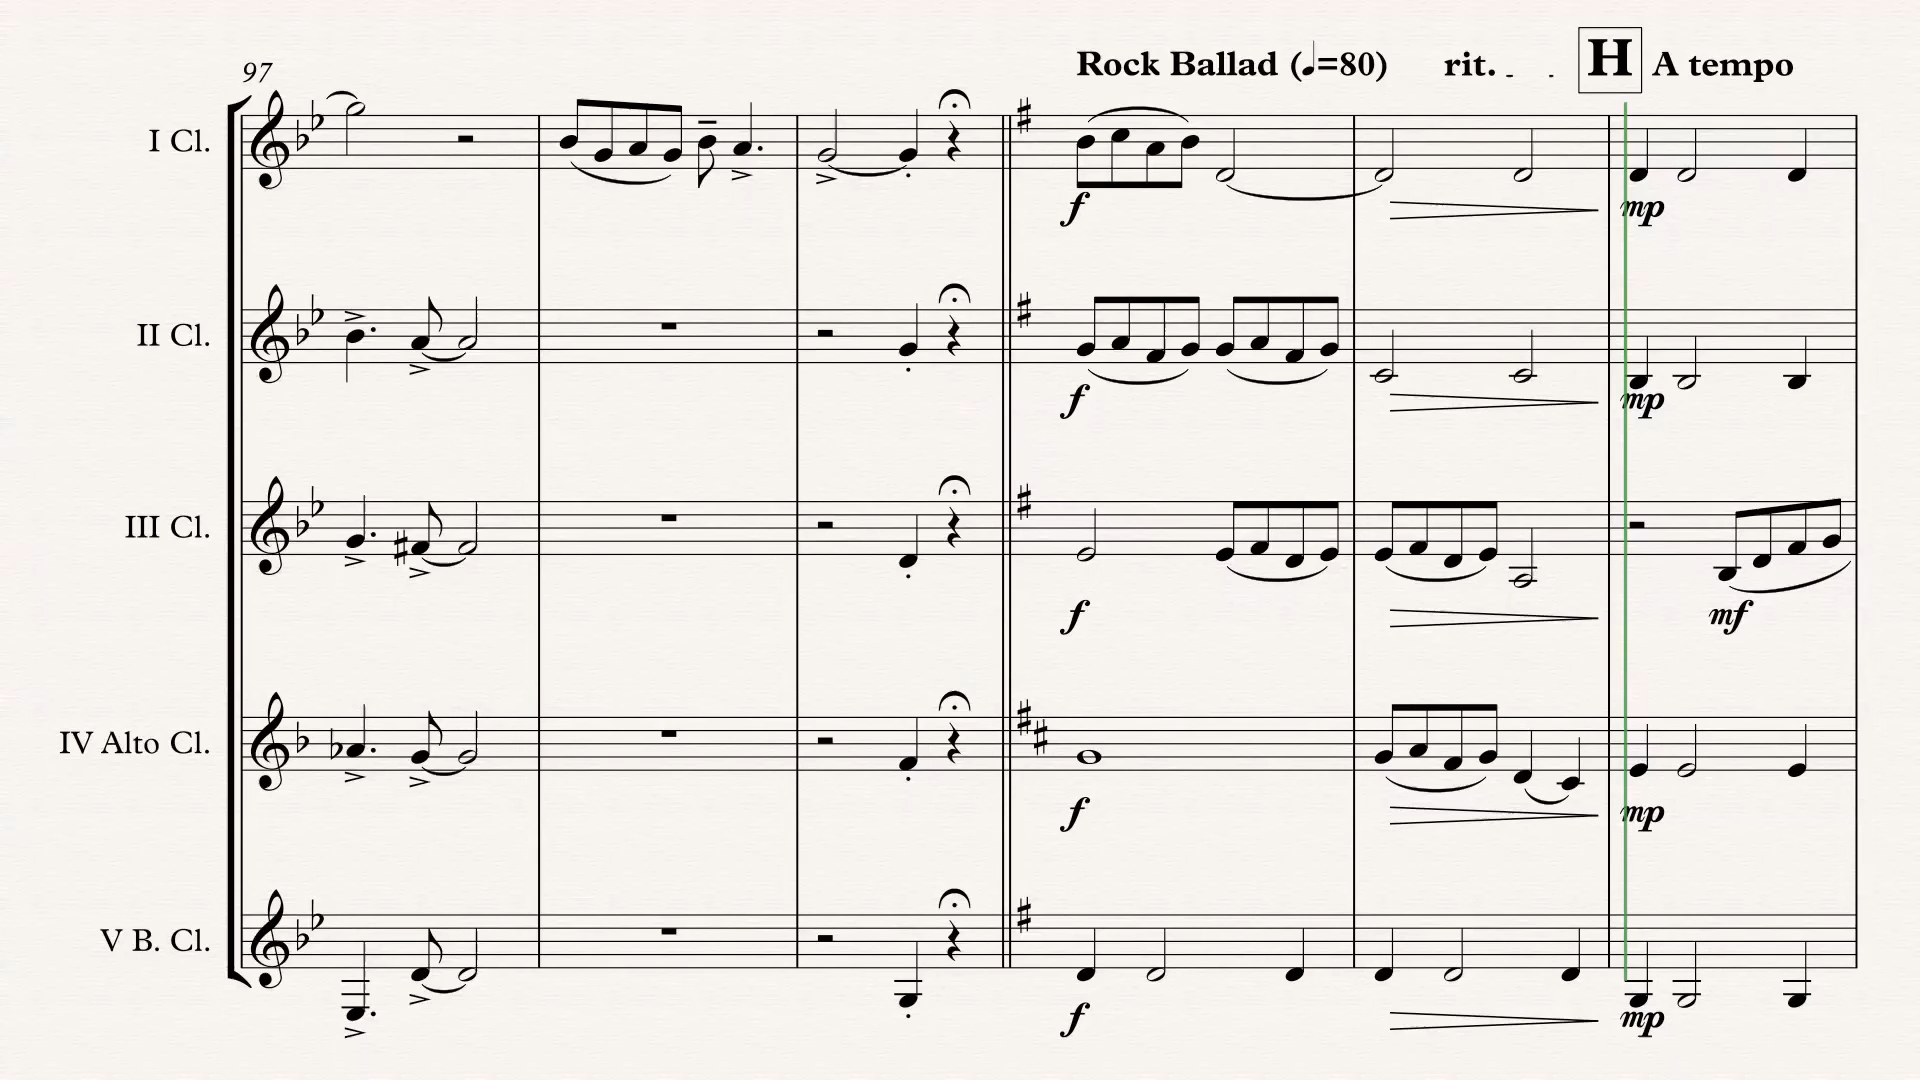 97
Rock Ballad (♩=80) rit. H A tempo
I Cl.
f mp
II Cl.
f mp
III Cl.
f mf
IV Alto Cl.
f mp
V B. Cl.
f mp